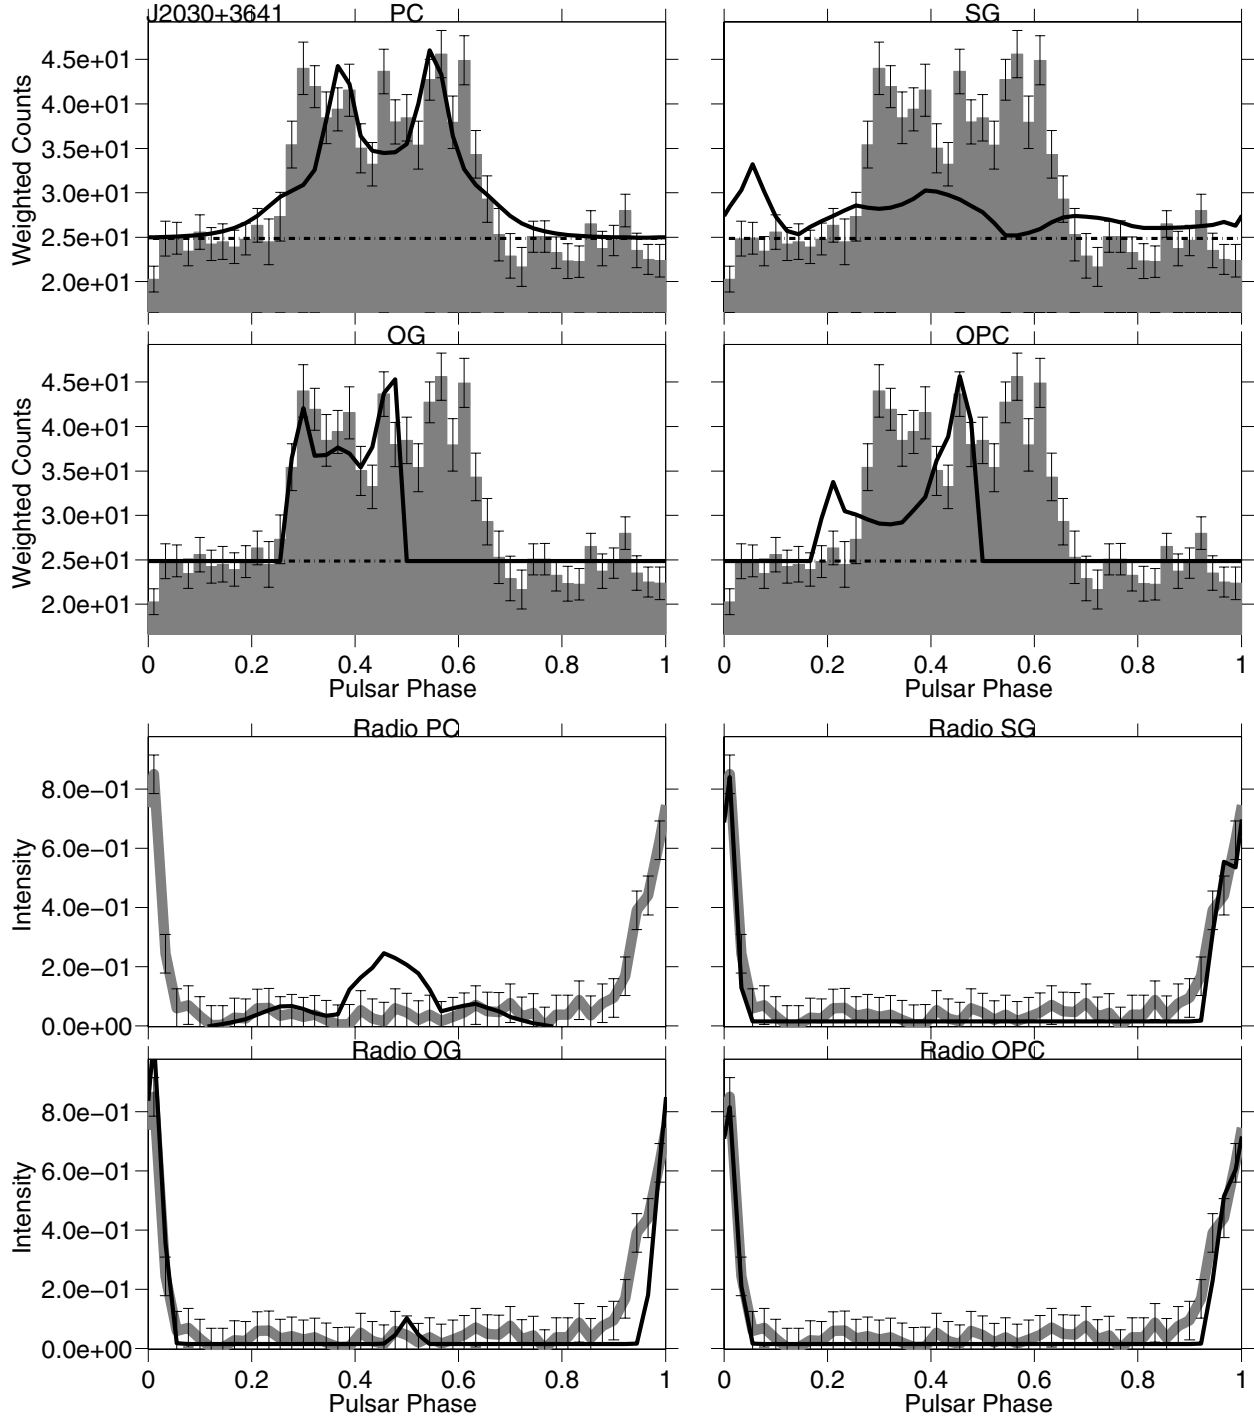 J2030+3641 PC SG
Weighted Counts
4.5e+01
4.0e+01
3.5e+01
3.0e+01
2.5e+01
2.0e+01
OG OPC
Weighted Counts
4.5e+01
4.0e+01
3.5e+01
3.0e+01
2.5e+01
2.0e+01
0 0.2 0.4 0.6 0.8 1 0 0.2 0.4 0.6 0.8 1
Pulsar Phase Pulsar Phase
Radio PC Radio SG
Intensity
8.0e−01
6.0e−01
4.0e−01
2.0e−01
0.0e+00
Radio OG Radio OPC
Intensity
8.0e−01
6.0e−01
4.0e−01
2.0e−01
0.0e+00
0 0.2 0.4 0.6 0.8 1 0 0.2 0.4 0.6 0.8 1
Pulsar Phase Pulsar Phase